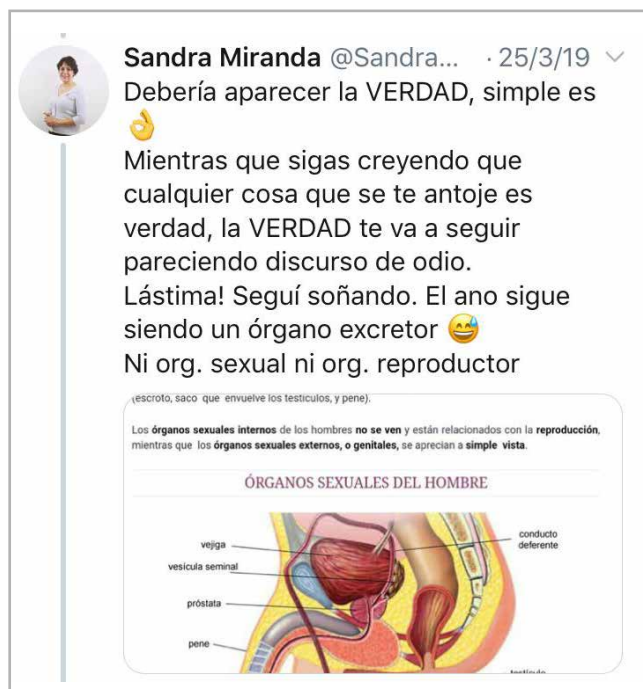 Sandra Miranda @Sandra... · 25/3/19
Debería aparecer la VERDAD, simple es
👌
Mientras que sigas creyendo que
cualquier cosa que se te antoje es
verdad, la VERDAD te va a seguir
pareciendo discurso de odio.
Lástima! Seguí soñando. El ano sigue
siendo un órgano excretor 😅
Ni org. sexual ni org. reproductor
(escroto, saco que envuelve los testículos, y pene).
Los órganos sexuales internos de los hombres no se ven y están relacionados con la reproducción,
mientras que los órganos sexuales externos, o genitales, se aprecian a simple vista.
ÓRGANOS SEXUALES DEL HOMBRE
vejiga
conducto
deferente
vesícula seminal
próstata
pene
testículo